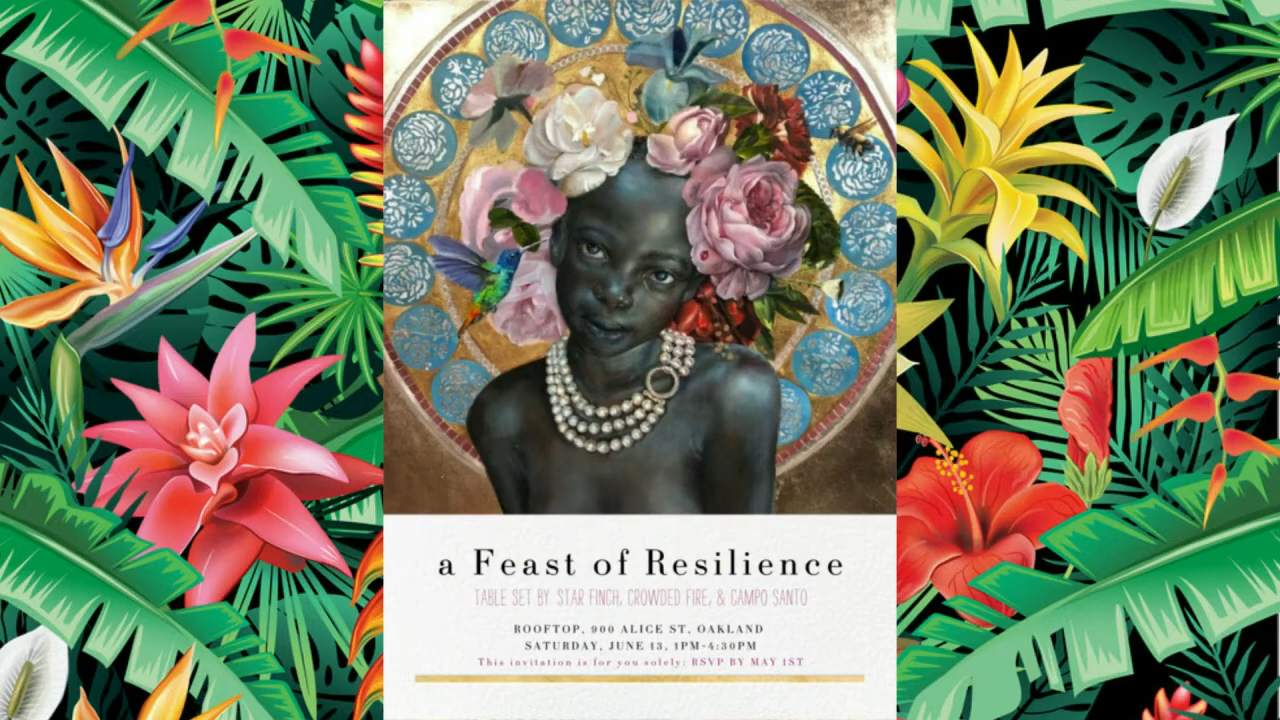 a Feast of Resilience
TABLE SET BY: STAR FINCH, CROWDED FIRE, & CAMPO SANTO
ROOFTOP, 900 ALICE ST, OAKLAND
SATURDAY, JUNE 13, 1PM-4:30PM
This invitation is for you solely: RSVP BY MAY 1ST